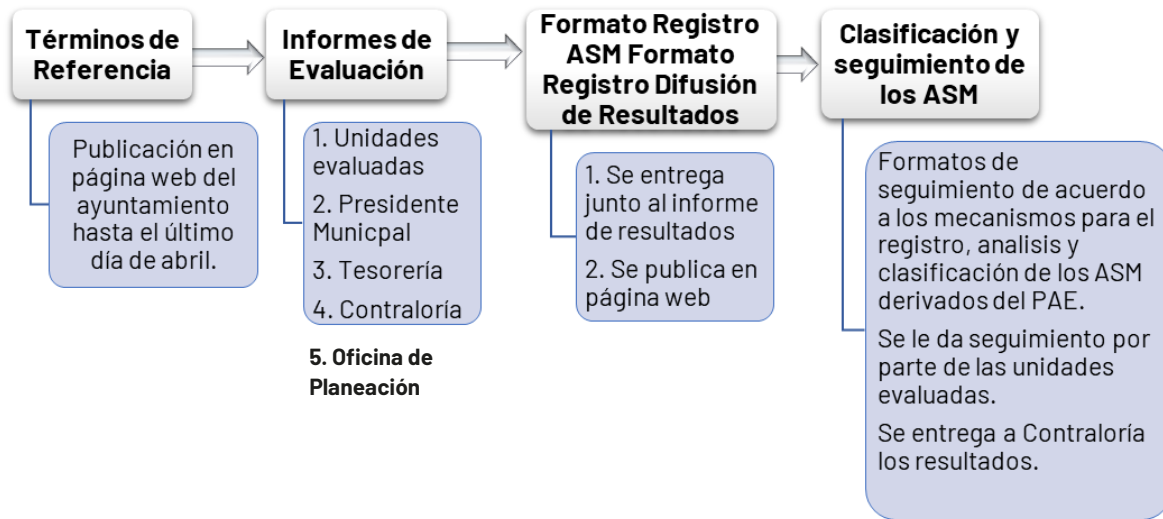 Términos de
Referencia
Publicación en
página web del
ayuntamiento
hasta el último
día de abril.
Informes de
Evaluación
1. Unidades
evaluadas
2. Presidente
Municpal
3. Tesorería
4. Contraloría
5. Oficina de
Planeación
Formato Registro
ASM Formato
Registro Difusión
de Resultados
1. Se entrega
junto al informe
de resultados
2. Se publica en
página web
Clasificación y
seguimiento de
los ASM
Formatos de
seguimiento de acuerdo
a los mecanismos para el
registro, analisis y
clasificación de los ASM
derivados del PAE.
Se le da seguimiento por
parte de las unidades
evaluadas.
Se entrega a Contraloría
los resultados.